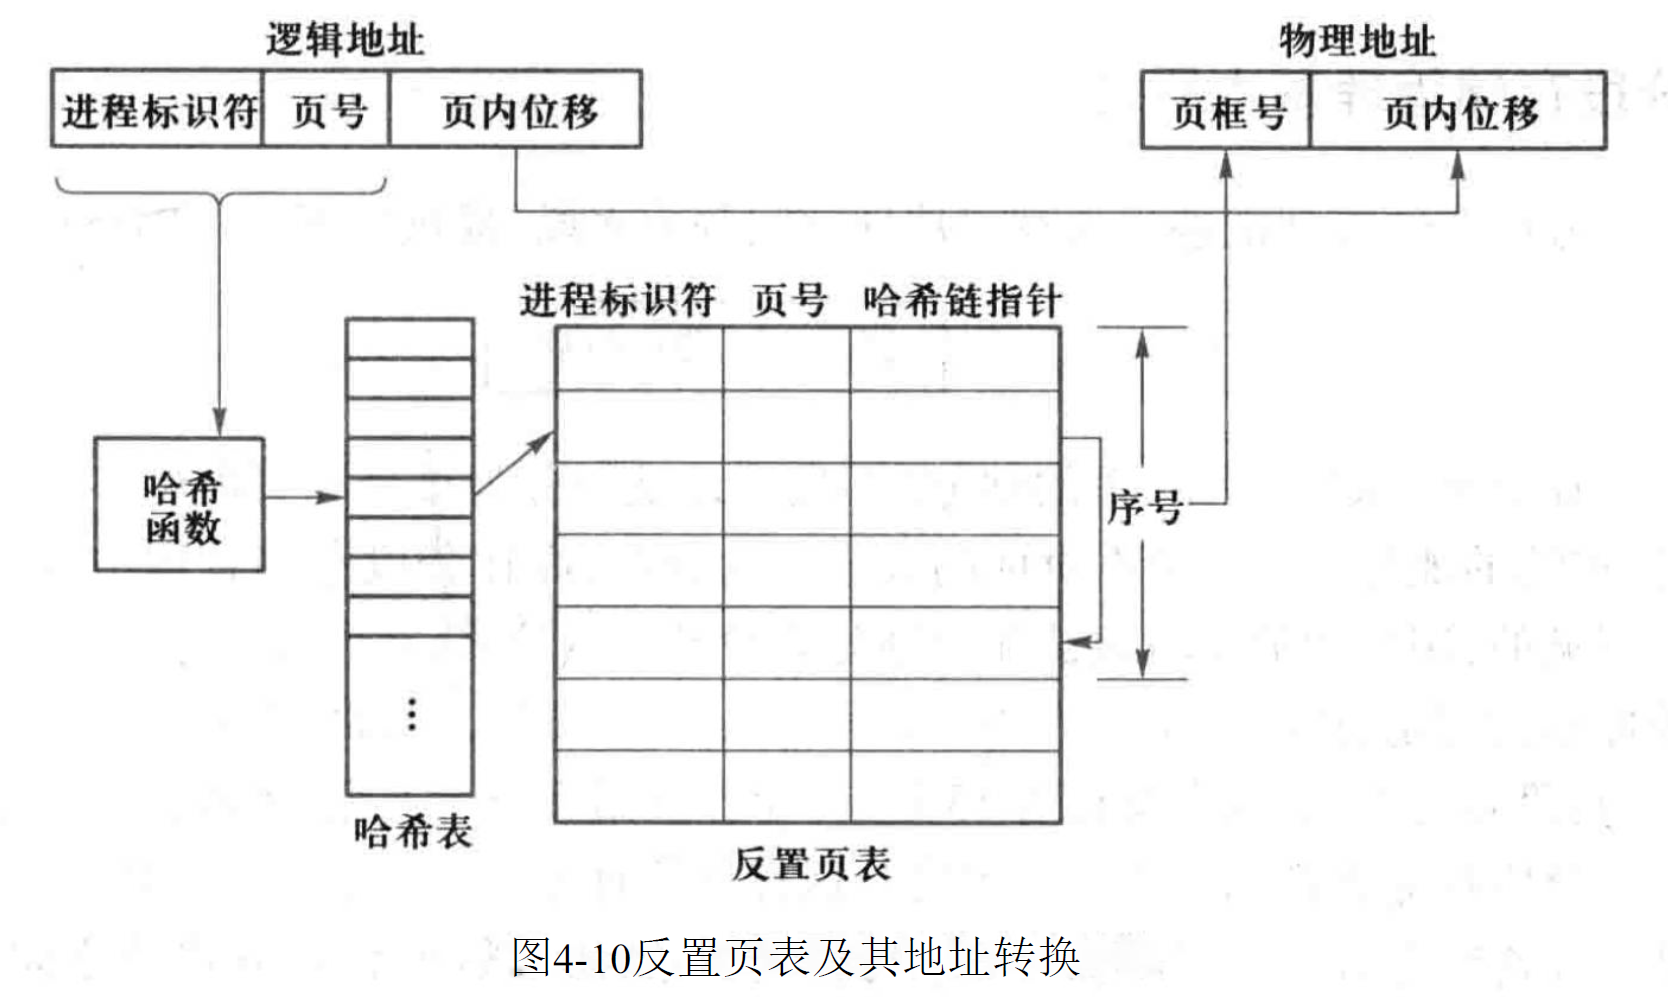 逻辑地址
物理地址
进程标识符 页号 页内位移
页框号 页内位移
进程标识符 页号 哈希链指针
哈希
函数
序号
⋮
哈希表
反置页表
图4-10反置页表及其地址转换